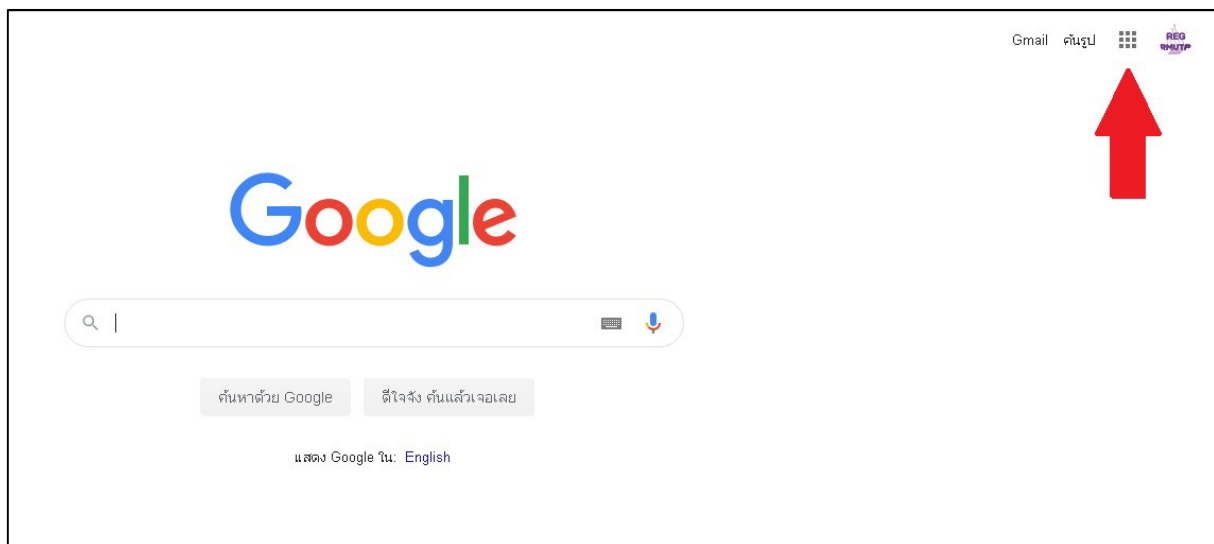 Gmail ค้นรูป
REG
RMUTP
Google
ค้นหาด้วย Google ดีใจจัง ค้นแล้วเจอเลย
แสดง Google ใน: English